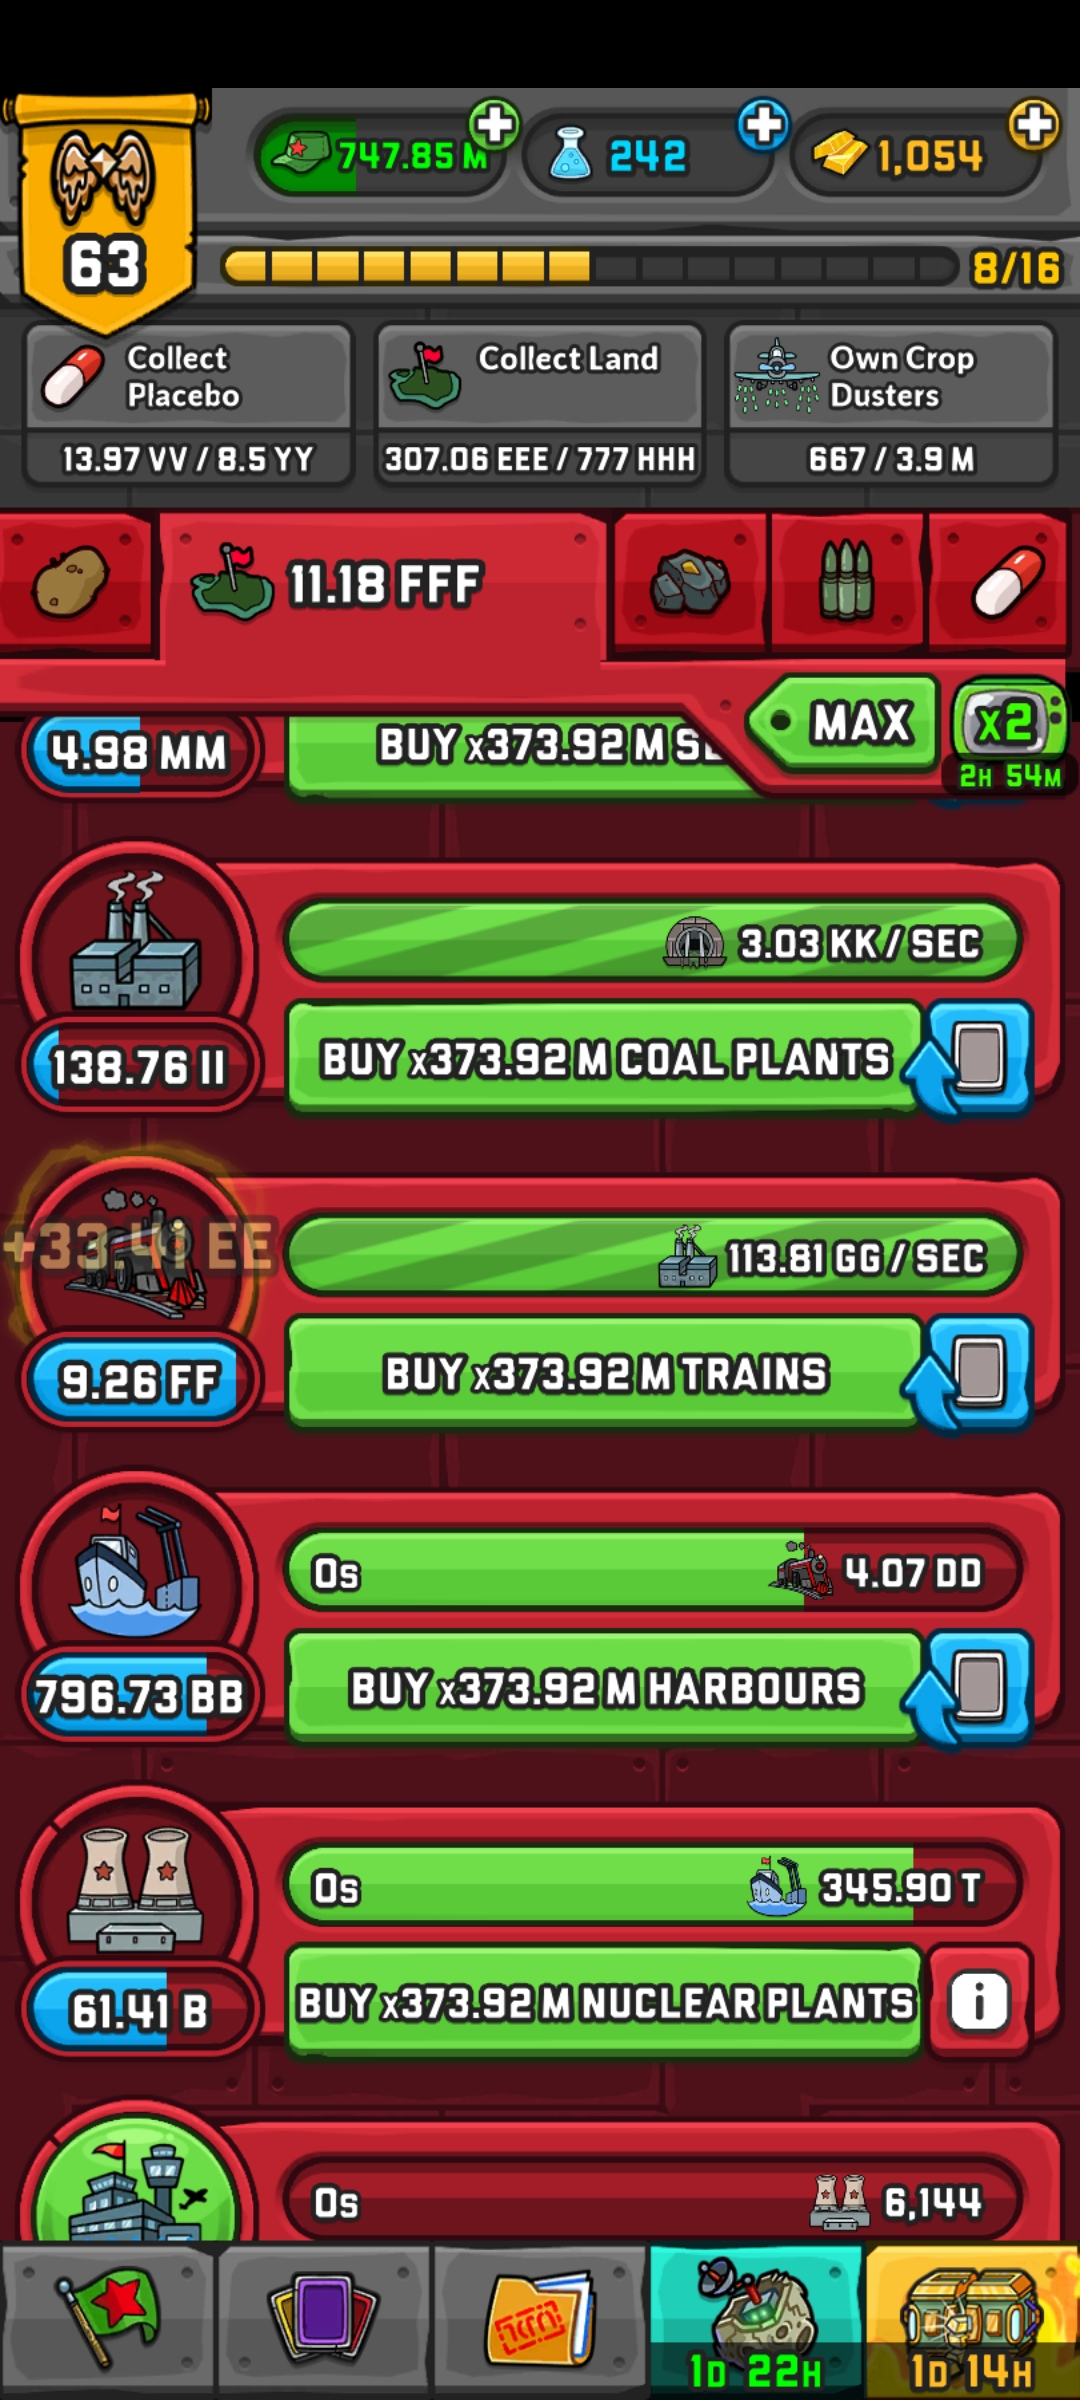 747.85 M
242
1,054
63
8/16
Collect
Placebo
Collect Land
Own Crop
Dusters
13.97 VV / 8.5 YY
307.06 EEE / 777 HHH
667 / 3.9 M
11.18 FFF
MAX
x2
2H 54M
4.98 MM
BUY x373.92 M
3.03 KK / SEC
138.76 II
BUY x373.92 M COAL PLANTS
113.81 GG / SEC
9.26 FF
BUY x373.92 M TRAINS
0s
4.07 DD
796.73 BB
BUY x373.92 M HARBOURS
0s
345.90 T
61.41 B
BUY x373.92 M NUCLEAR PLANTS
i
0s
6,144
1D 22H
1D 14H